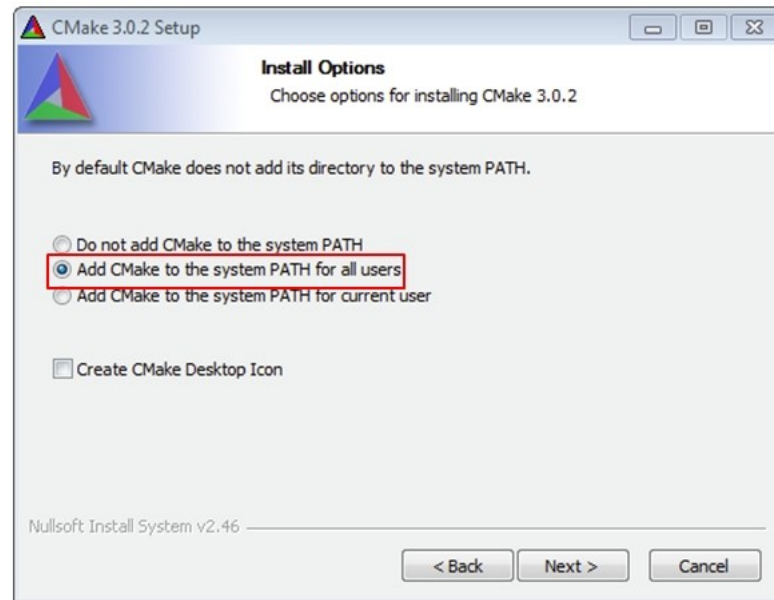 CMake 3.0.2 Setup
Install Options
Choose options for installing CMake 3.0.2
By default CMake does not add its directory to the system PATH.
Do not add CMake to the system PATH
Add CMake to the system PATH for all users
Add CMake to the system PATH for current user
Create CMake Desktop Icon
Nullsoft Install System v2.46
< Back Next > Cancel